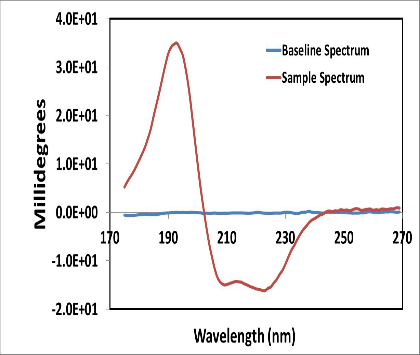 4.0E+01
3.0E+01
2.0E+01
1.0E+01
0.0E+00
-1.0E+01
-2.0E+01
Millidegrees
Baseline Spectrum
Sample Spectrum
170 190 210 230 250 270
Wavelength (nm)